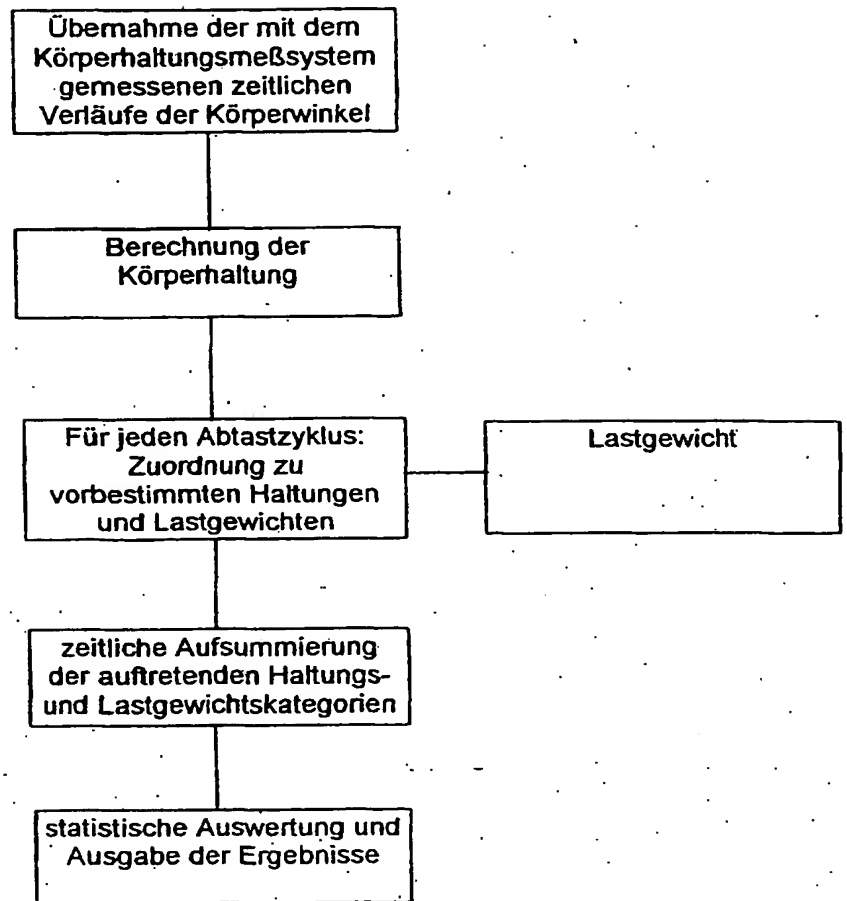 Übernahme der mit dem
Körperhaltungsmeßsystem
gemessenen zeitlichen
Verläufe der Körperwinkel
Berechnung der
Körperhaltung
Für jeden Abtastzyklus:
Zuordnung zu
vorbestimmten Haltungen
und Lastgewichten
Lastgewicht
zeitliche Aufsummierung
der auftretenden Haltungs-
und Lastgewichtskategorien
statistische Auswertung und
Ausgabe der Ergebnisse